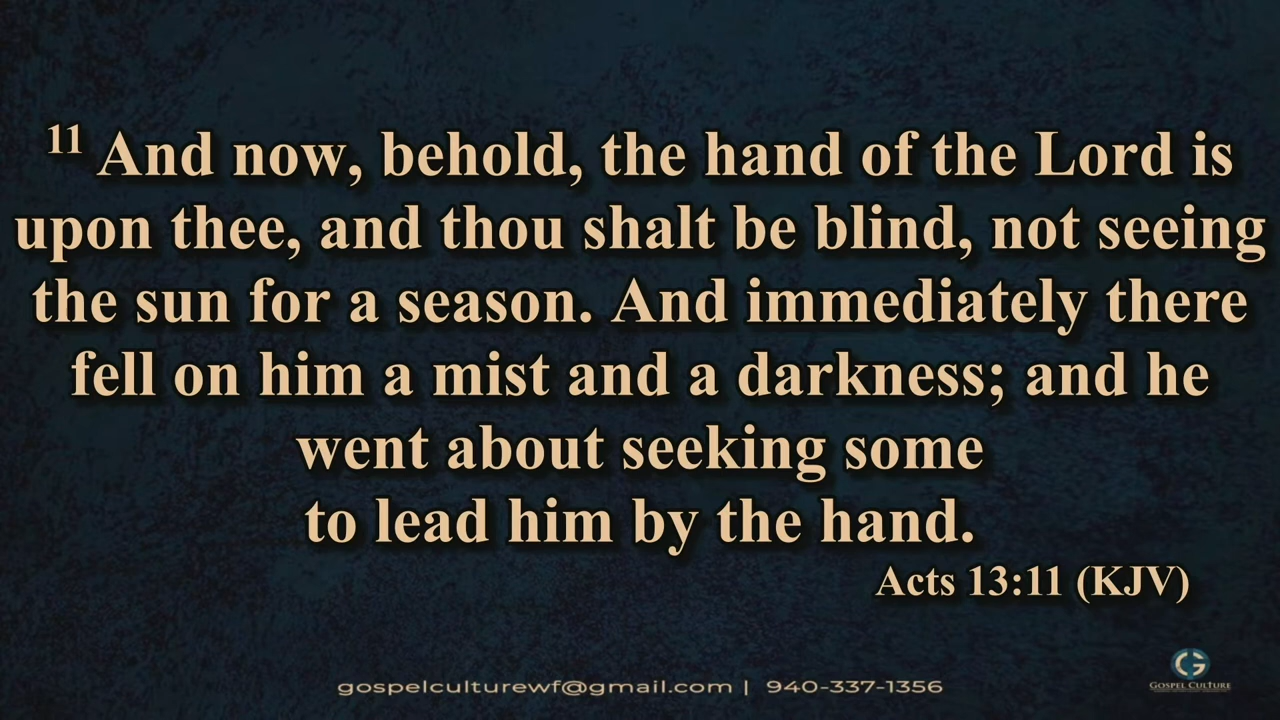 11 And now, behold, the hand of the Lord is
upon thee, and thou shalt be blind, not seeing
the sun for a season. And immediately there
fell on him a mist and a darkness; and he
went about seeking some
to lead him by the hand.
Acts 13:11 (KJV)
gospelculturewf@gmail.com | 940-337-1356
GOSPEL CULTURE